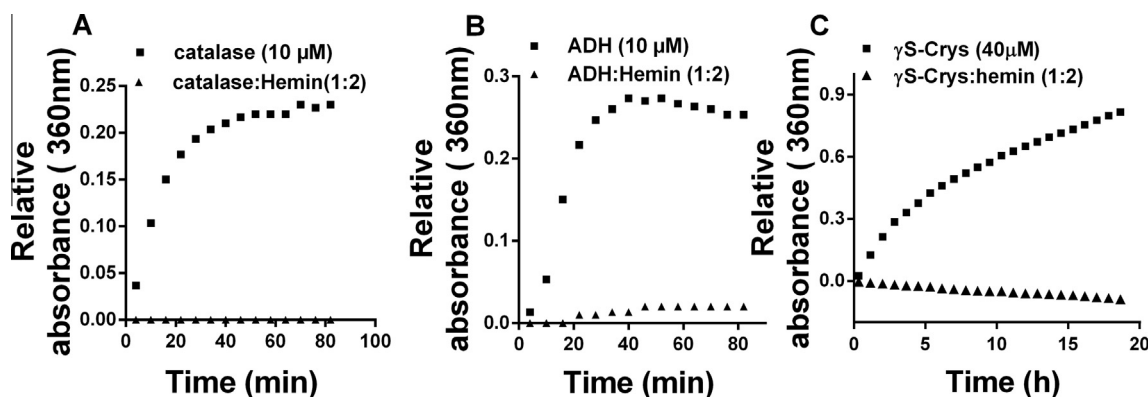 A
catalase (10 µM)
catalase:Hemin(1:2)
0.25
0.20
0.15
0.10
0.05
0.00
0 20 40 60 80 100
Relative
absorbance ( 360nm)
Time (min)
B
ADH (10 µM)
ADH:Hemin (1:2)
0.3
0.2
0.1
0.0
0 20 40 60 80
Relative
absorbance ( 360nm)
Time (min)
C
γS-Crys (40µM)
γS-Crys:hemin (1:2)
0.9
0.6
0.3
0.0
0 5 10 15 20
Relative
absorbance ( 360nm)
Time (h)